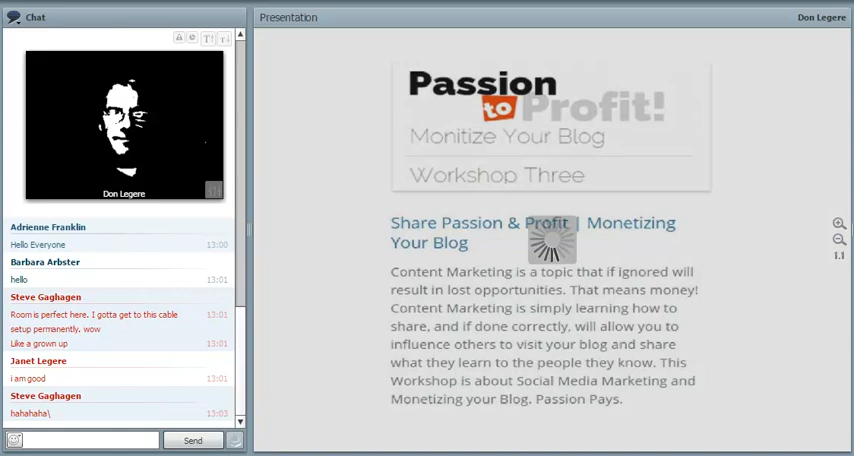 Chat
Don Legere
Adrienne Franklin
Hello Everyone 13:00
Barbara Arbster
hello 13:01
Steve Gaghagen
Room is perfect here. I gotta get to this cable 13:01
setup permanently. wow
Like a grown up 13:01
Janet Legere
i am good 13:01
Steve Gaghagen
hahahaha\ 13:03
Send
Presentation Don Legere
Passion
to Profit!
Monitize Your Blog
Workshop Three
Share Passion & Profit | Monetizing
Your Blog
Content Marketing is a topic that if ignored will
result in lost opportunities. That means money!
Content Marketing is simply learning how to
share, and if done correctly, will allow you to
influence others to visit your blog and share
what they learn to the people they know. This
Workshop is about Social Media Marketing and
Monetizing your Blog. Passion Pays.
1.1